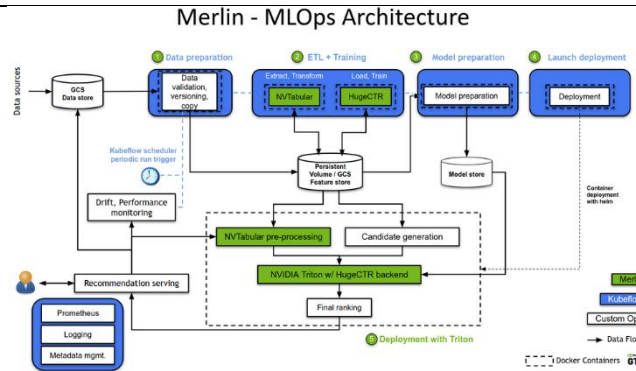 Merlin - MLOps Architecture
1 Data preparation
2 ETL + Training
3 Model preparation
4 Launch deployment
Data sources
GCS
Data store
Data
validation,
versioning,
copy
Extract, Transform
NVTabular
Load, Train
HugeCTR
Model preparation
Deployment
Kubeflow scheduler
periodic run trigger
Persistent
Volume / GCS
Feature store
Model store
Container
deployment
with helm
Drift, Performance
monitoring
NVTabular pre-processing
Candidate generation
NVIDIA Triton w/ HugeCTR backend
Recommendation serving
Final ranking
Prometheus
Logging
Metadata mgmt.
5 Deployment with Triton
Merl
Kubeflo
Custom Op
Data Flo
Docker Containers
GT